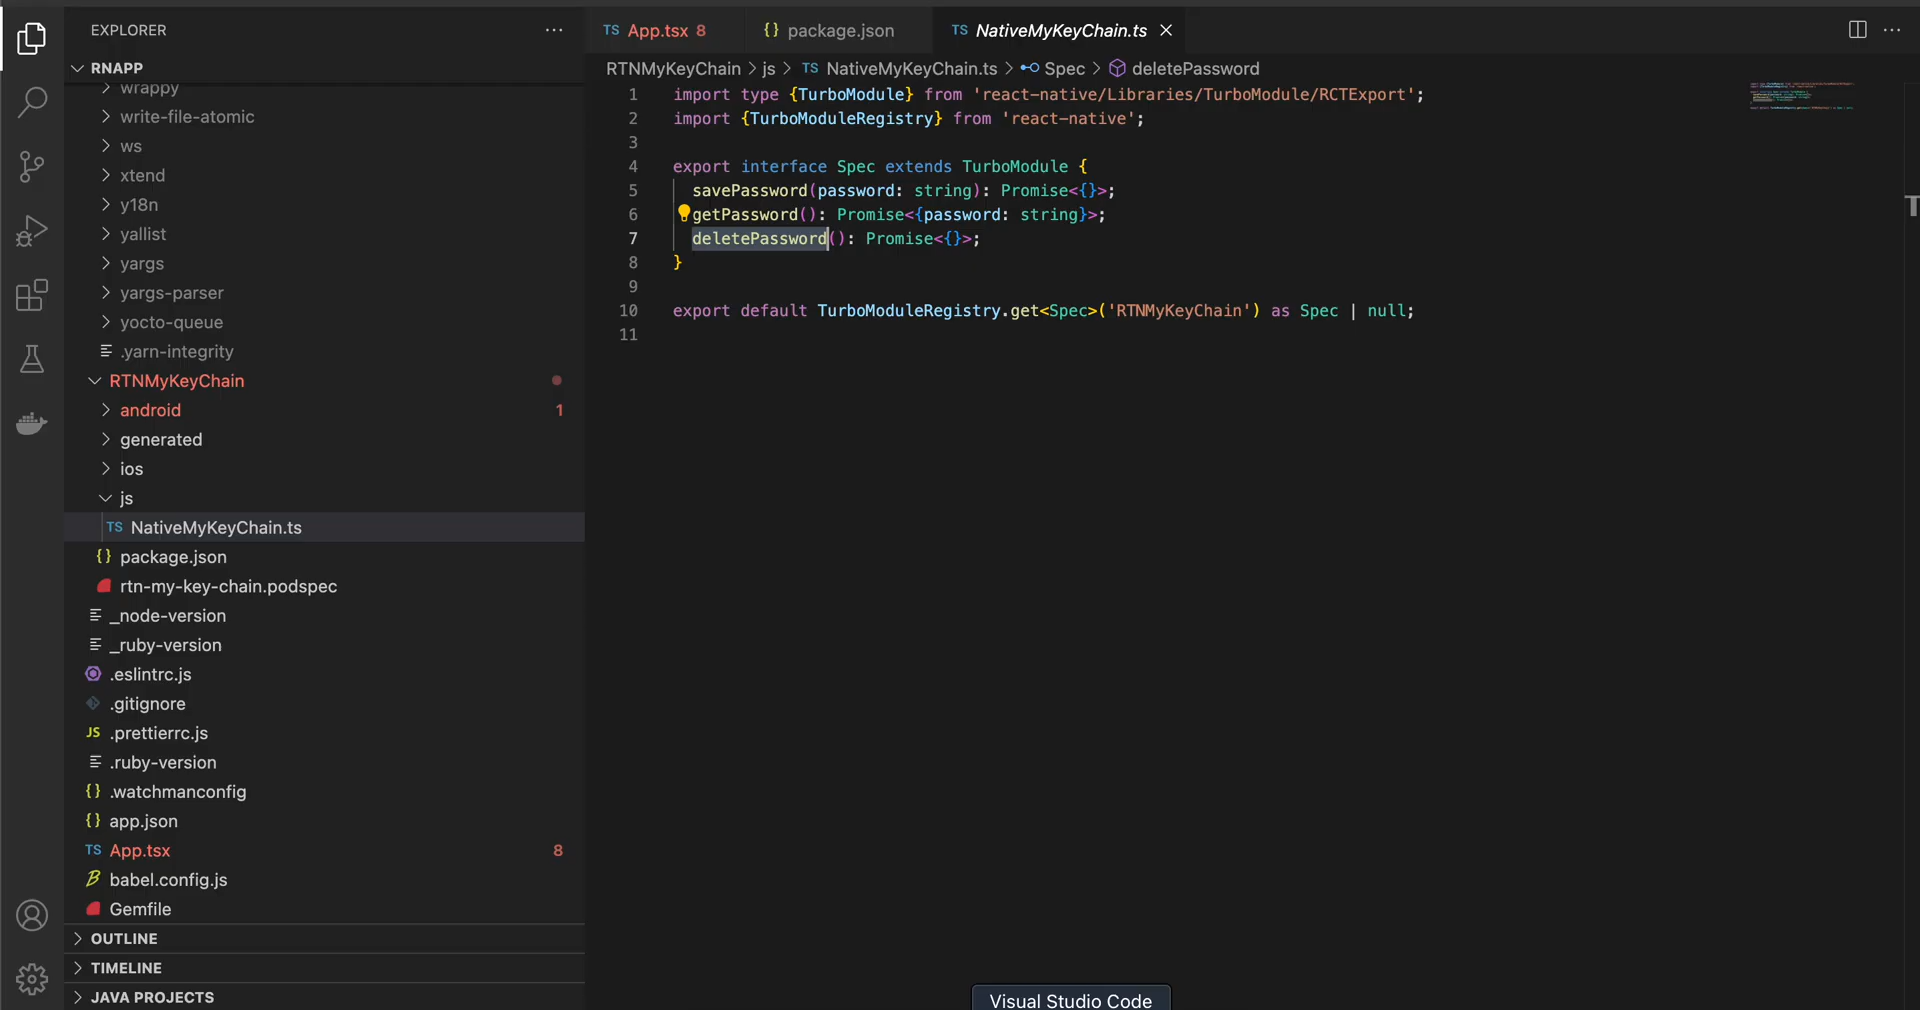 EXPLORER
RNAPP
wrappy
write-file-atomic
ws
xtend
y18n
yallist
yargs
yargs-parser
yocto-queue
.yarn-integrity
RTNMyKeyChain
android 1
generated
ios
js
TS NativeMyKeyChain.ts
{} package.json
rtn-my-key-chain.podspec
_node-version
_ruby-version
.eslintrc.js
.gitignore
JS .prettierrc.js
.ruby-version
{} .watchmanconfig
{} app.json
TS App.tsx 8
babel.config.js
Gemfile
OUTLINE
TIMELINE
JAVA PROJECTS
TS App.tsx 8 {} package.json TS NativeMyKeyChain.ts
RTNMyKeyChain > js > TS NativeMyKeyChain.ts > Spec > deletePassword
1 import type {TurboModule} from 'react-native/Libraries/TurboModule/RCTExport';
2 import {TurboModuleRegistry} from 'react-native';
3
4 export interface Spec extends TurboModule {
5 savePassword(password: string): Promise<{}>;
6 getPassword(): Promise<{password: string}>;
7 deletePassword(): Promise<{}>;
8 }
9
10 export default TurboModuleRegistry.get<Spec>('RTNMyKeyChain') as Spec | null;
11
Visual Studio Code